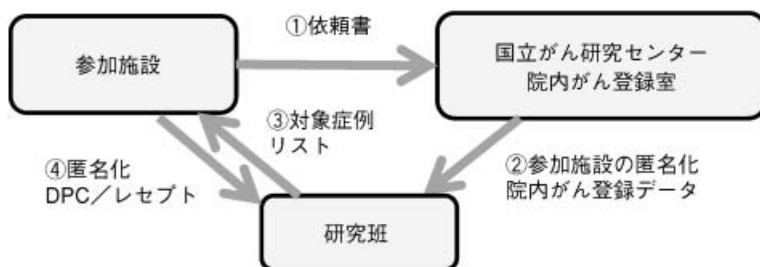 ①依頼書
参加施設
国立がん研究センター
院内がん登録室
③対象症例
リスト
④匿名化
DPC／レセプト
②参加施設の匿名化
院内がん登録データ
研究班